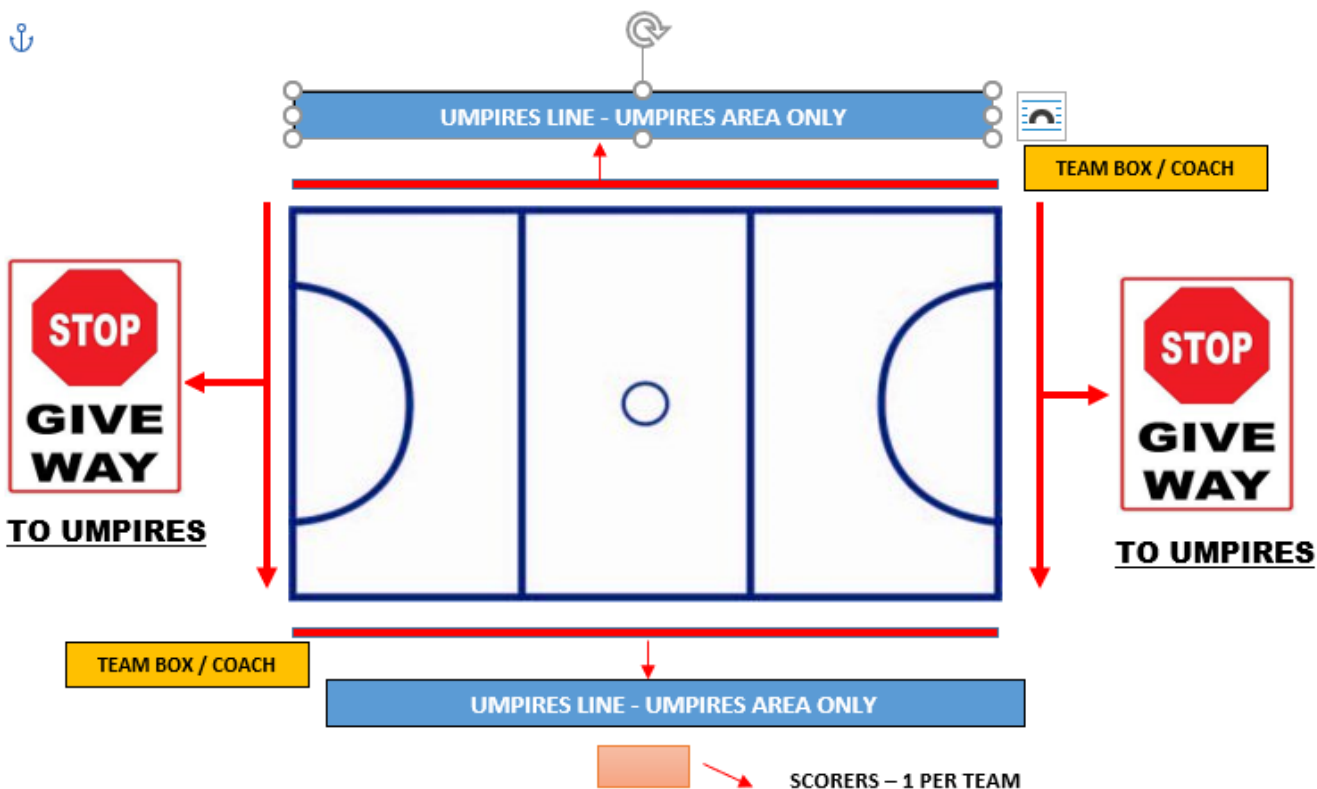 UMPIRES LINE - UMPIRES AREA ONLY
TEAM BOX / COACH
STOP
GIVE
WAY
TO UMPIRES
STOP
GIVE
WAY
TO UMPIRES
TEAM BOX / COACH
UMPIRES LINE - UMPIRES AREA ONLY
SCORERS – 1 PER TEAM